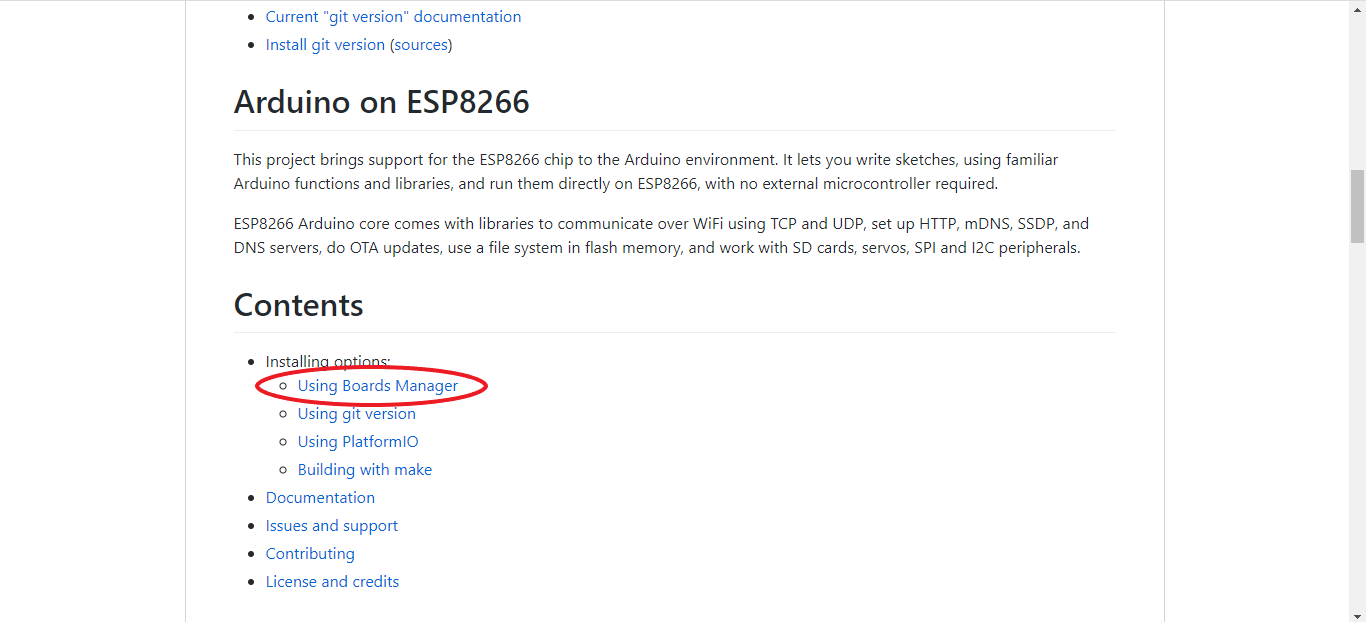 Current "git version" documentation
Install git version (sources)
Arduino on ESP8266
This project brings support for the ESP8266 chip to the Arduino environment. It lets you write sketches, using familiar
Arduino functions and libraries, and run them directly on ESP8266, with no external microcontroller required.
ESP8266 Arduino core comes with libraries to communicate over WiFi using TCP and UDP, set up HTTP, mDNS, SSDP, and
DNS servers, do OTA updates, use a file system in flash memory, and work with SD cards, servos, SPI and I2C peripherals.
Contents
Installing options:
Using Boards Manager
Using git version
Using PlatformIO
Building with make
Documentation
Issues and support
Contributing
License and credits